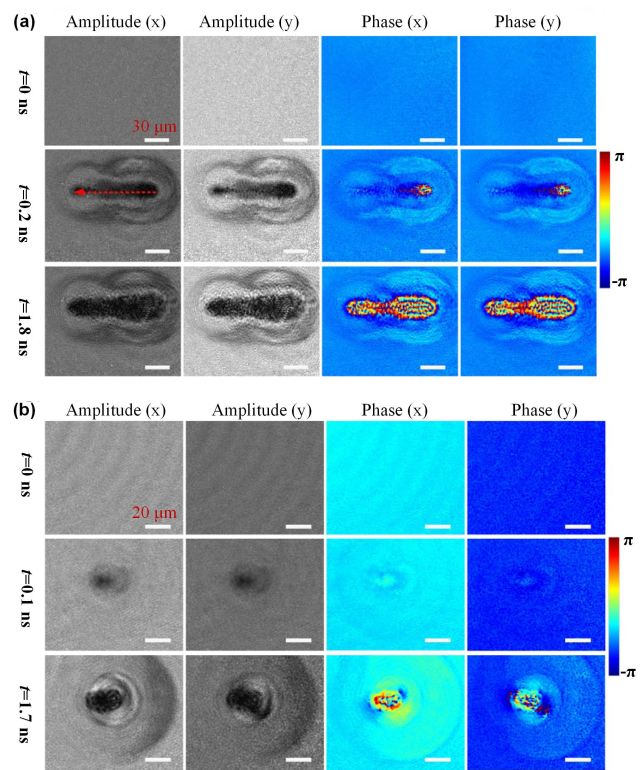 (a)
Amplitude (x) Amplitude (y) Phase (x) Phase (y)
t=0 ns
30 μm
t=0.2 ns
π
-π
t=1.8 ns
(b)
Amplitude (x) Amplitude (y) Phase (x) Phase (y)
t=0 ns
20 μm
t=0.1 ns
π
-π
t=1.7 ns